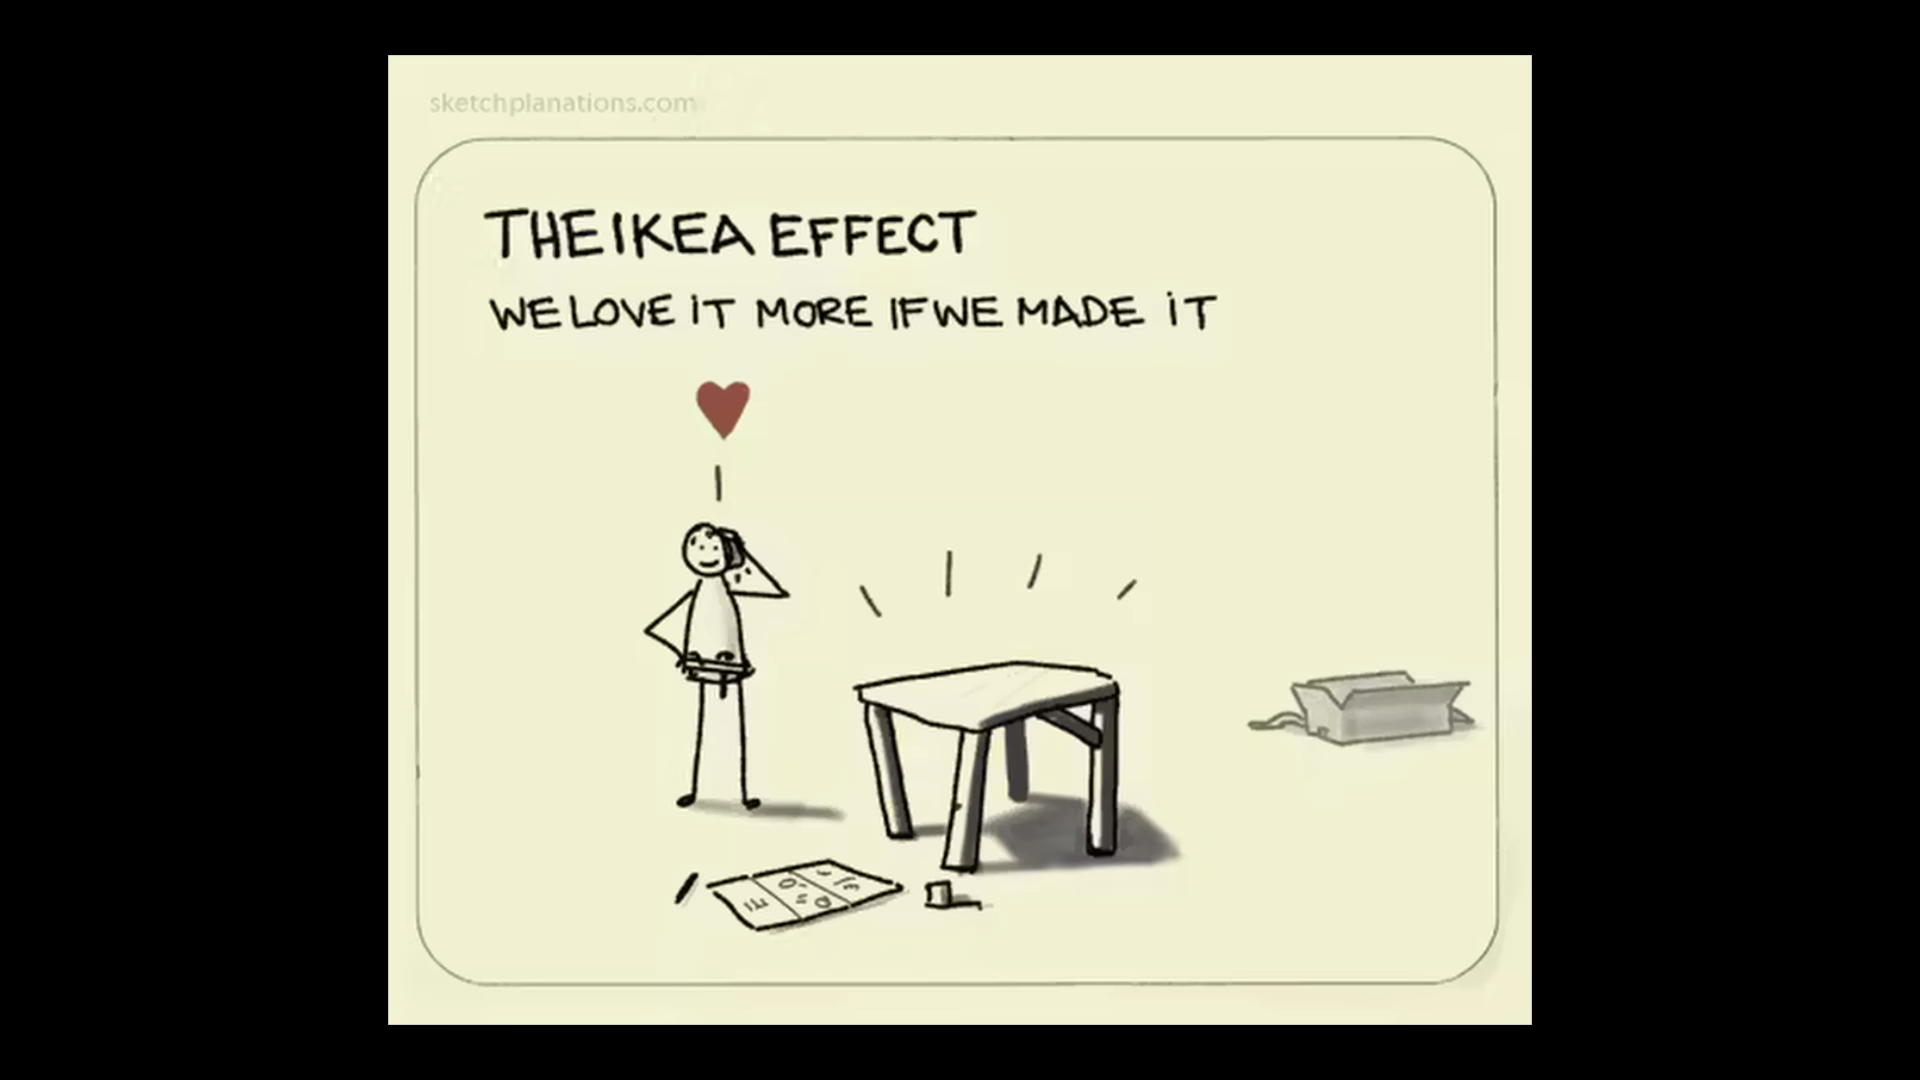 sketchplanations.com
THE IKEA EFFECT
WE LOVE IT MORE IF WE MADE IT